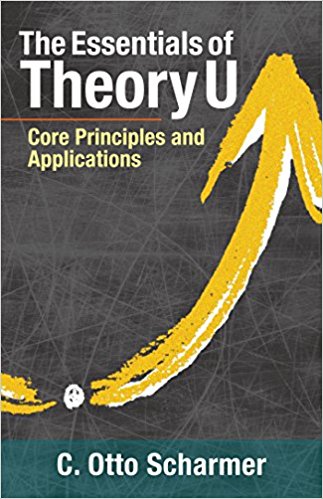 The Essentials of
Theory U
Core Principles and
Applications
C. Otto Scharmer